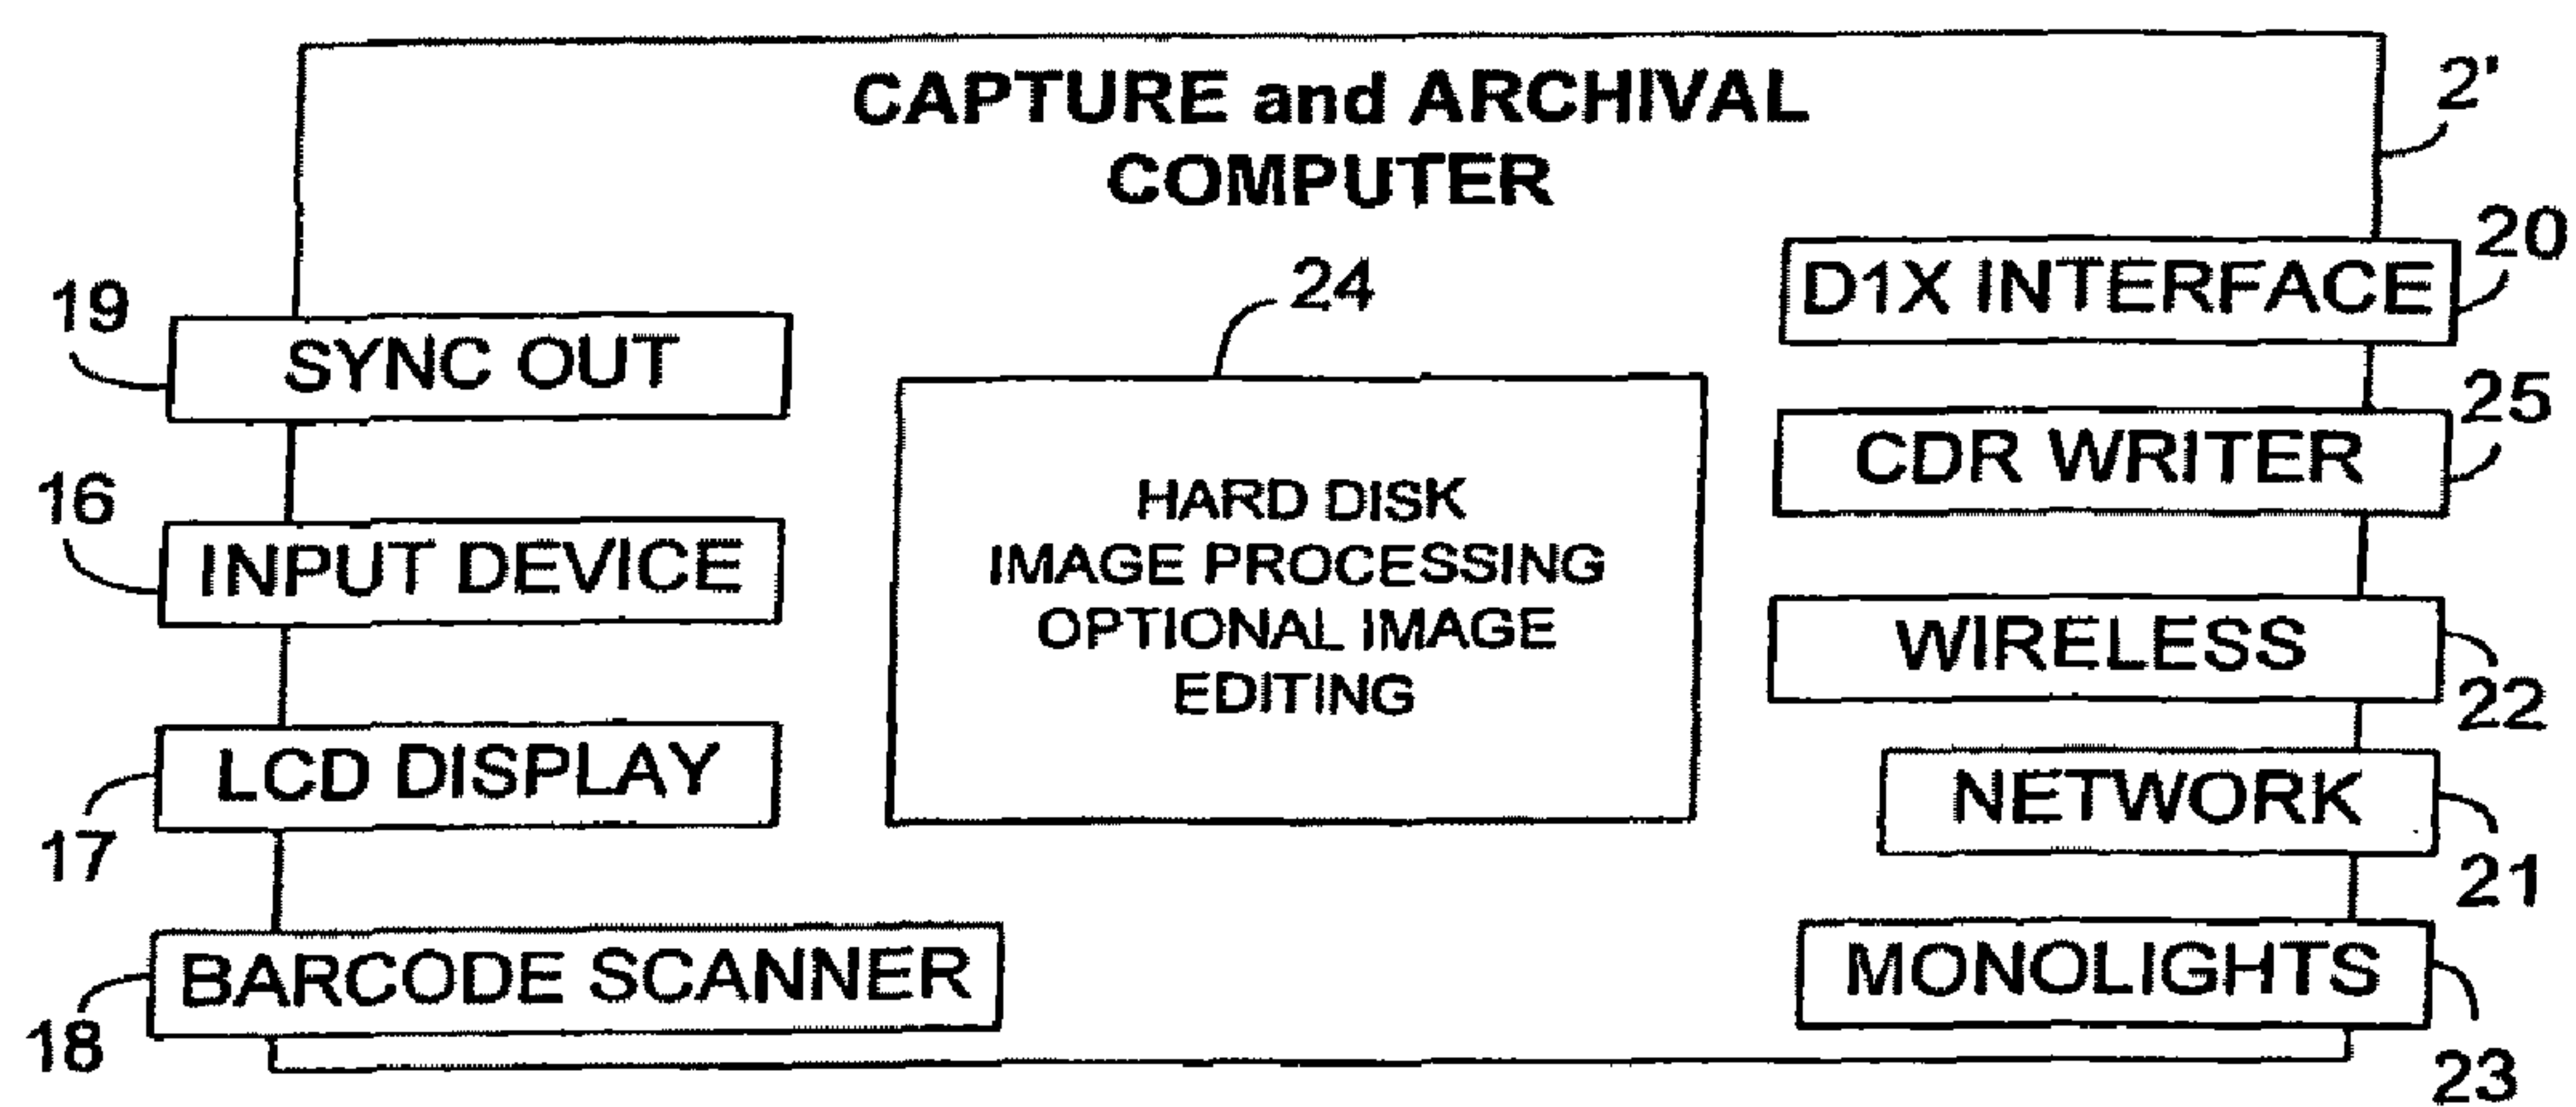 CAPTURE and ARCHIVAL
COMPUTER
2'
20
D1X INTERFACE
24
19
SYNC OUT
25
CDR WRITER
16
INPUT DEVICE
HARD DISK
IMAGE PROCESSING
OPTIONAL IMAGE
EDITING
WIRELESS
22
LCD DISPLAY
17
NETWORK
21
BARCODE SCANNER
18
MONOLIGHTS
23